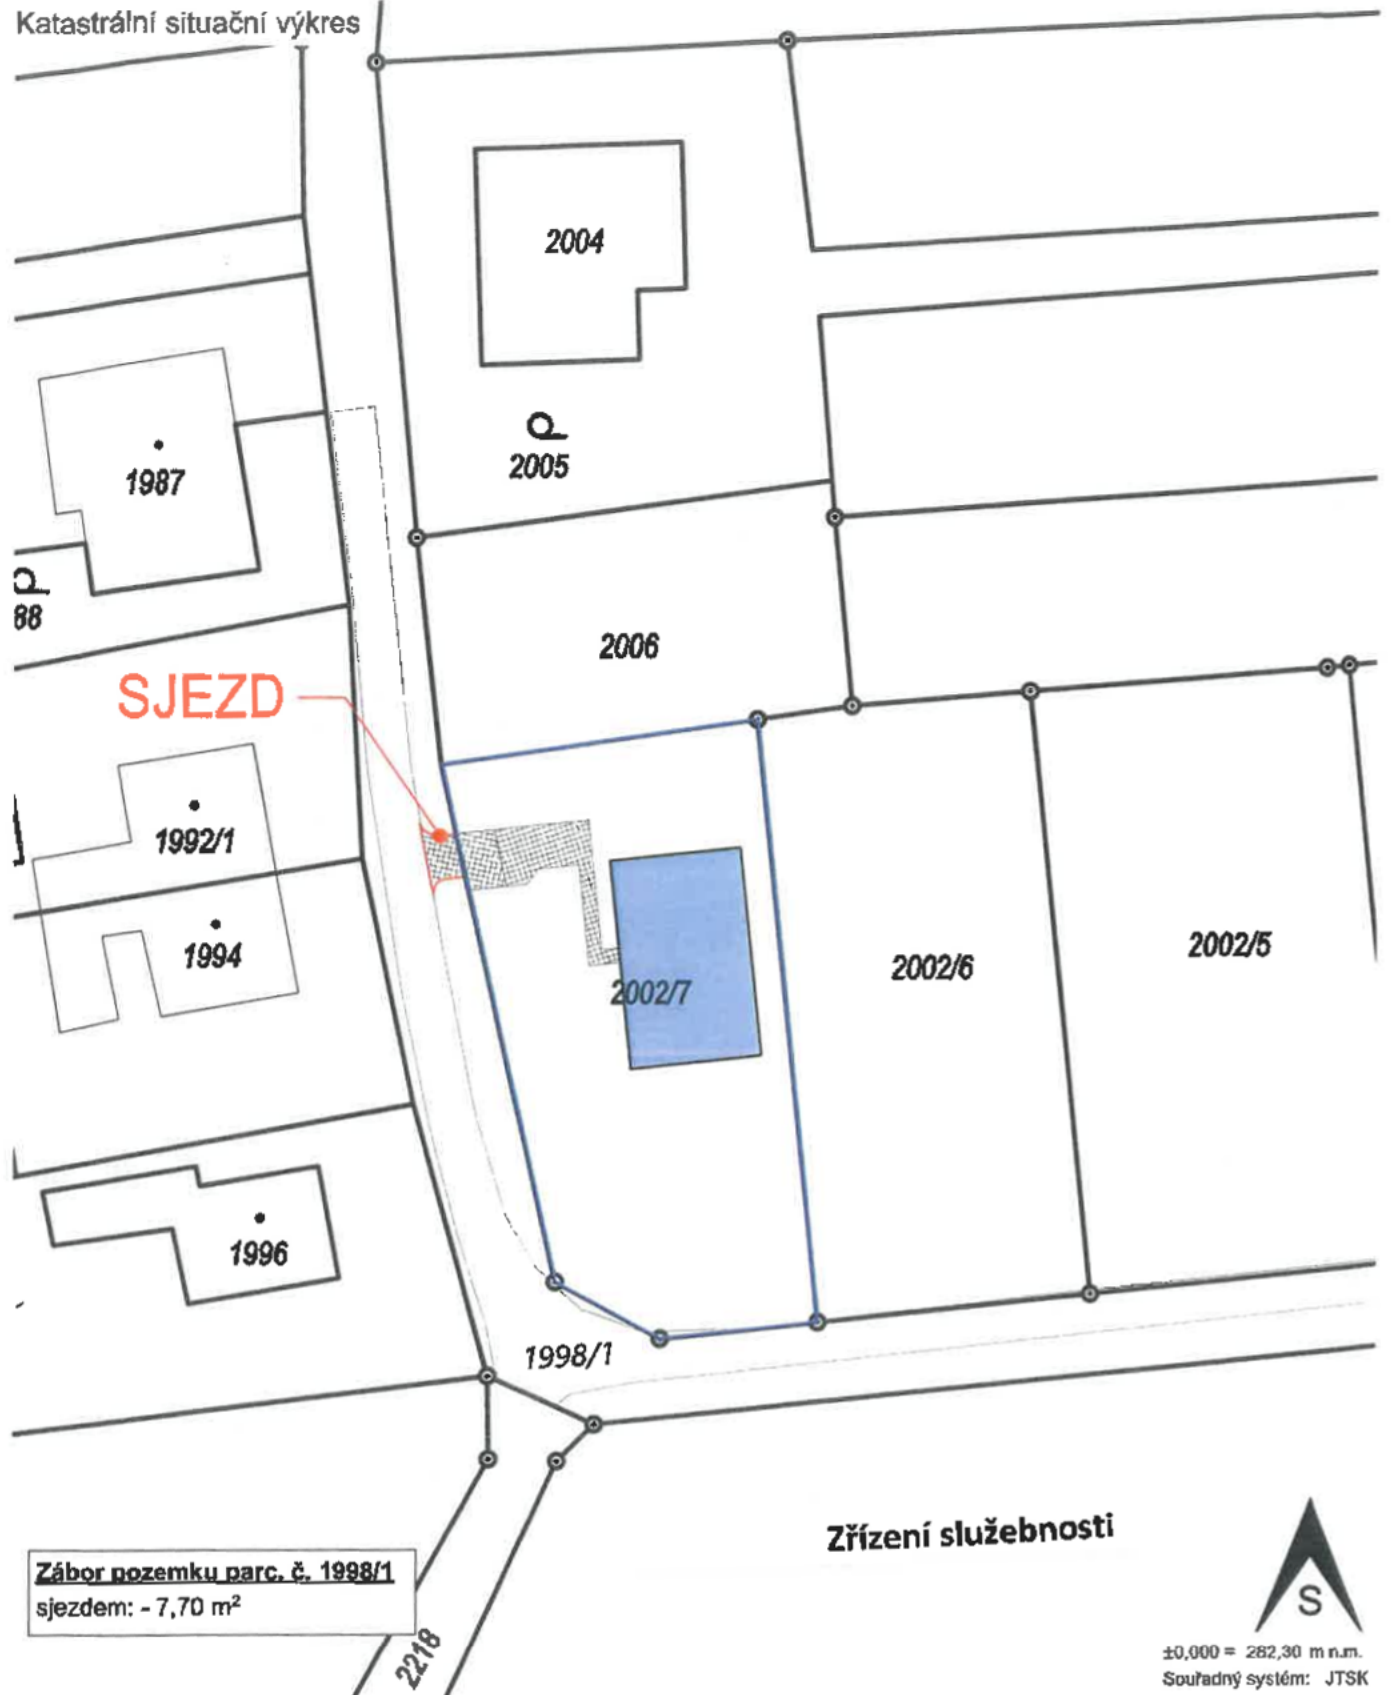 Katastrální situační výkres
2004
2005
1987
88
2006
SJEZD
1992/1
1994
2002/7
2002/6
2002/5
1996
1998/1
Zřízení služebnosti
Zábor pozemku parc. č. 1998/1
sjezdem: - 7,70 m²
2218
S
±0,000 = 282,30 m n.m.
Souřadný systém: JTSK